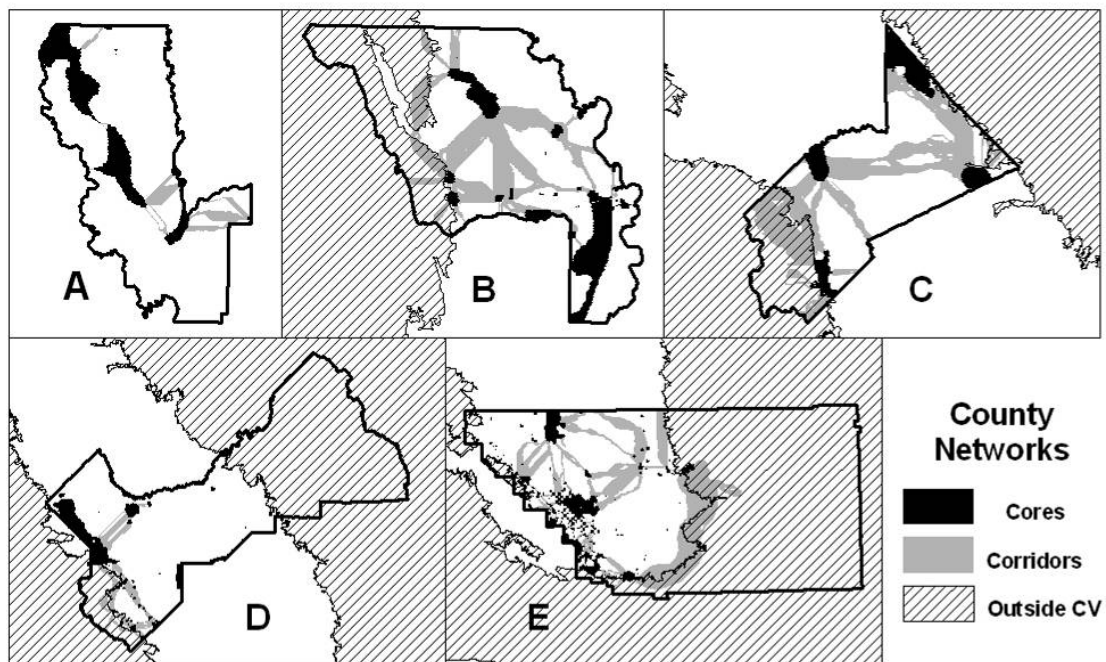 A
B
C
D
E
County
Networks
Cores
Corridors
Outside CV